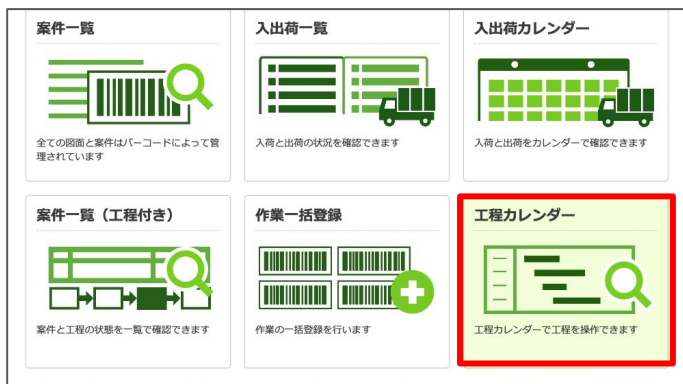 案件一覧
全ての図面と案件はバーコードによって管
理されています
入出荷一覧
入荷と出荷の状況を確認できます
入出荷カレンダー
入荷と出荷をカレンダーで確認できます
案件一覧（工程付き）
案件と工程の状態を一覧で確認できます
作業一括登録
作業の一括登録を行います
工程カレンダー
工程カレンダーで工程を操作できます